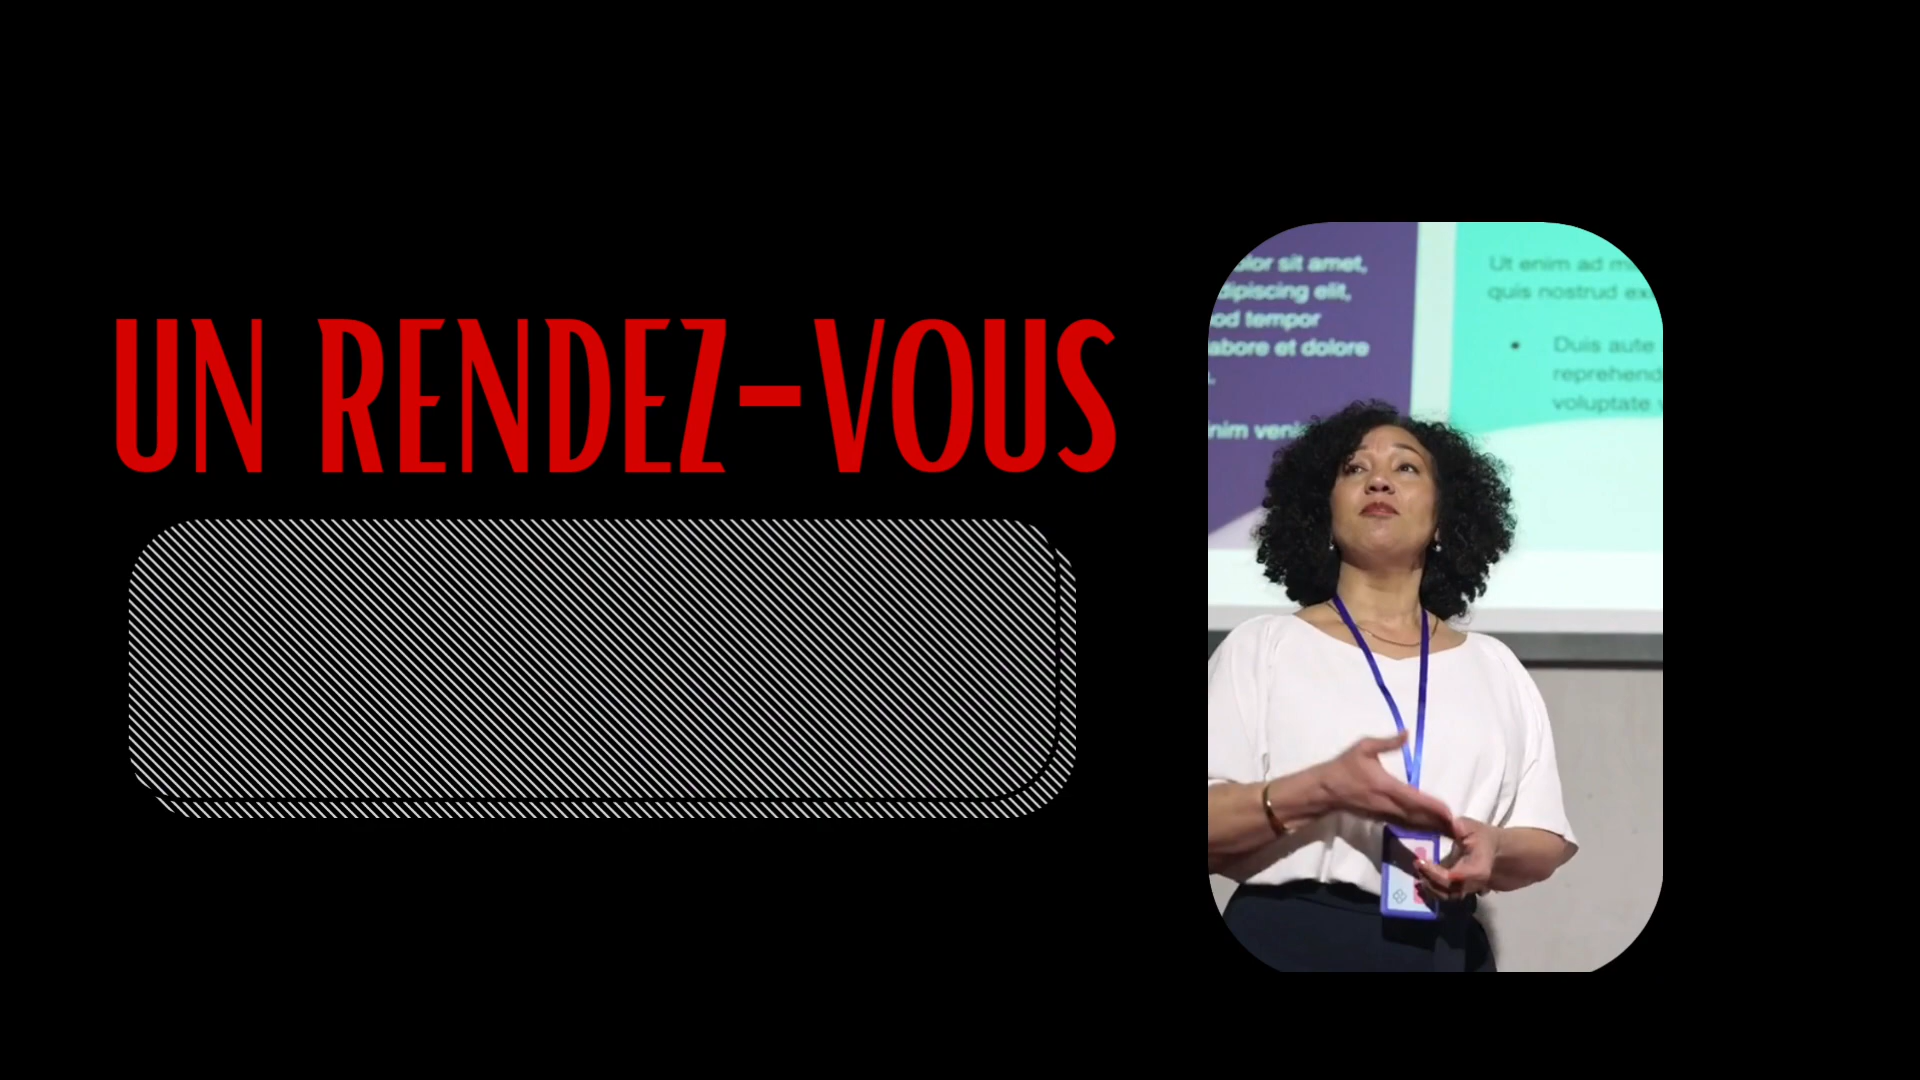 UN RENDEZ-VOUS
olor sit amet,
dipiscing elit,
od tempor
abore et dolore
nim veni
Ut enim ad m
quis nostrud ex
Duis aute
reprehend
voluptate